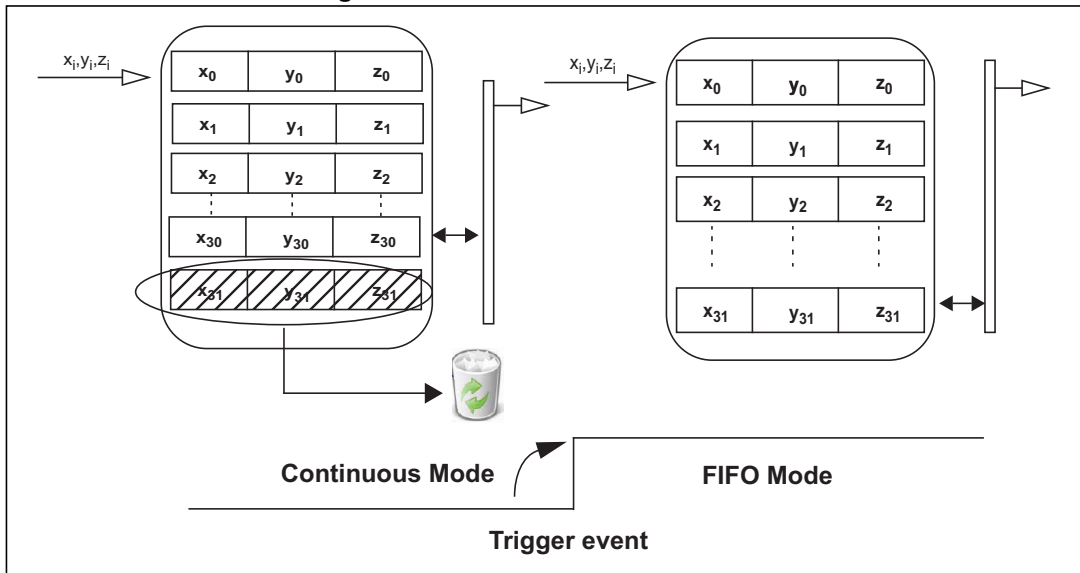 xᵢ,yᵢ,zᵢ
x₀ y₀ z₀
x₁ y₁ z₁
x₂ y₂ z₂
x₃₀ y₃₀ z₃₀
x₃₁ y₃₁ z₃₁
xᵢ,yᵢ,zᵢ
x₀ y₀ z₀
x₁ y₁ z₁
x₂ y₂ z₂
x₃₁ y₃₁ z₃₁
Continuous Mode
FIFO Mode
Trigger event